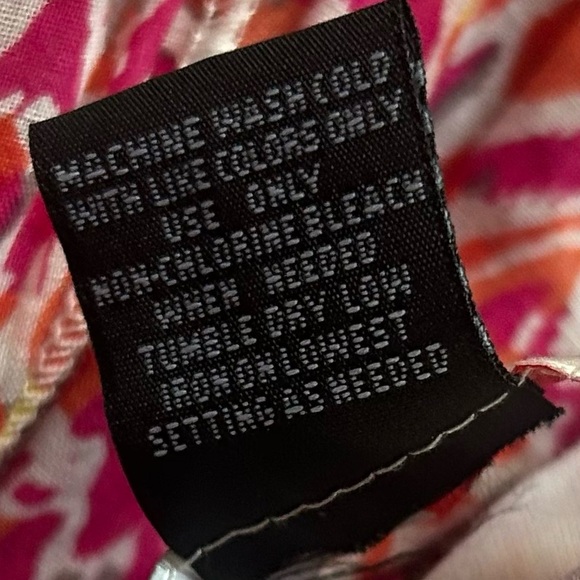 MACHINE WASH COLD
WITH LIKE COLORS ONLY
USE ONLY
NON-CHLORINE BLEACH
WHEN NEEDED
TUMBLE DRY LOW
IRON ON LOWEST
SETTING AS NEEDED